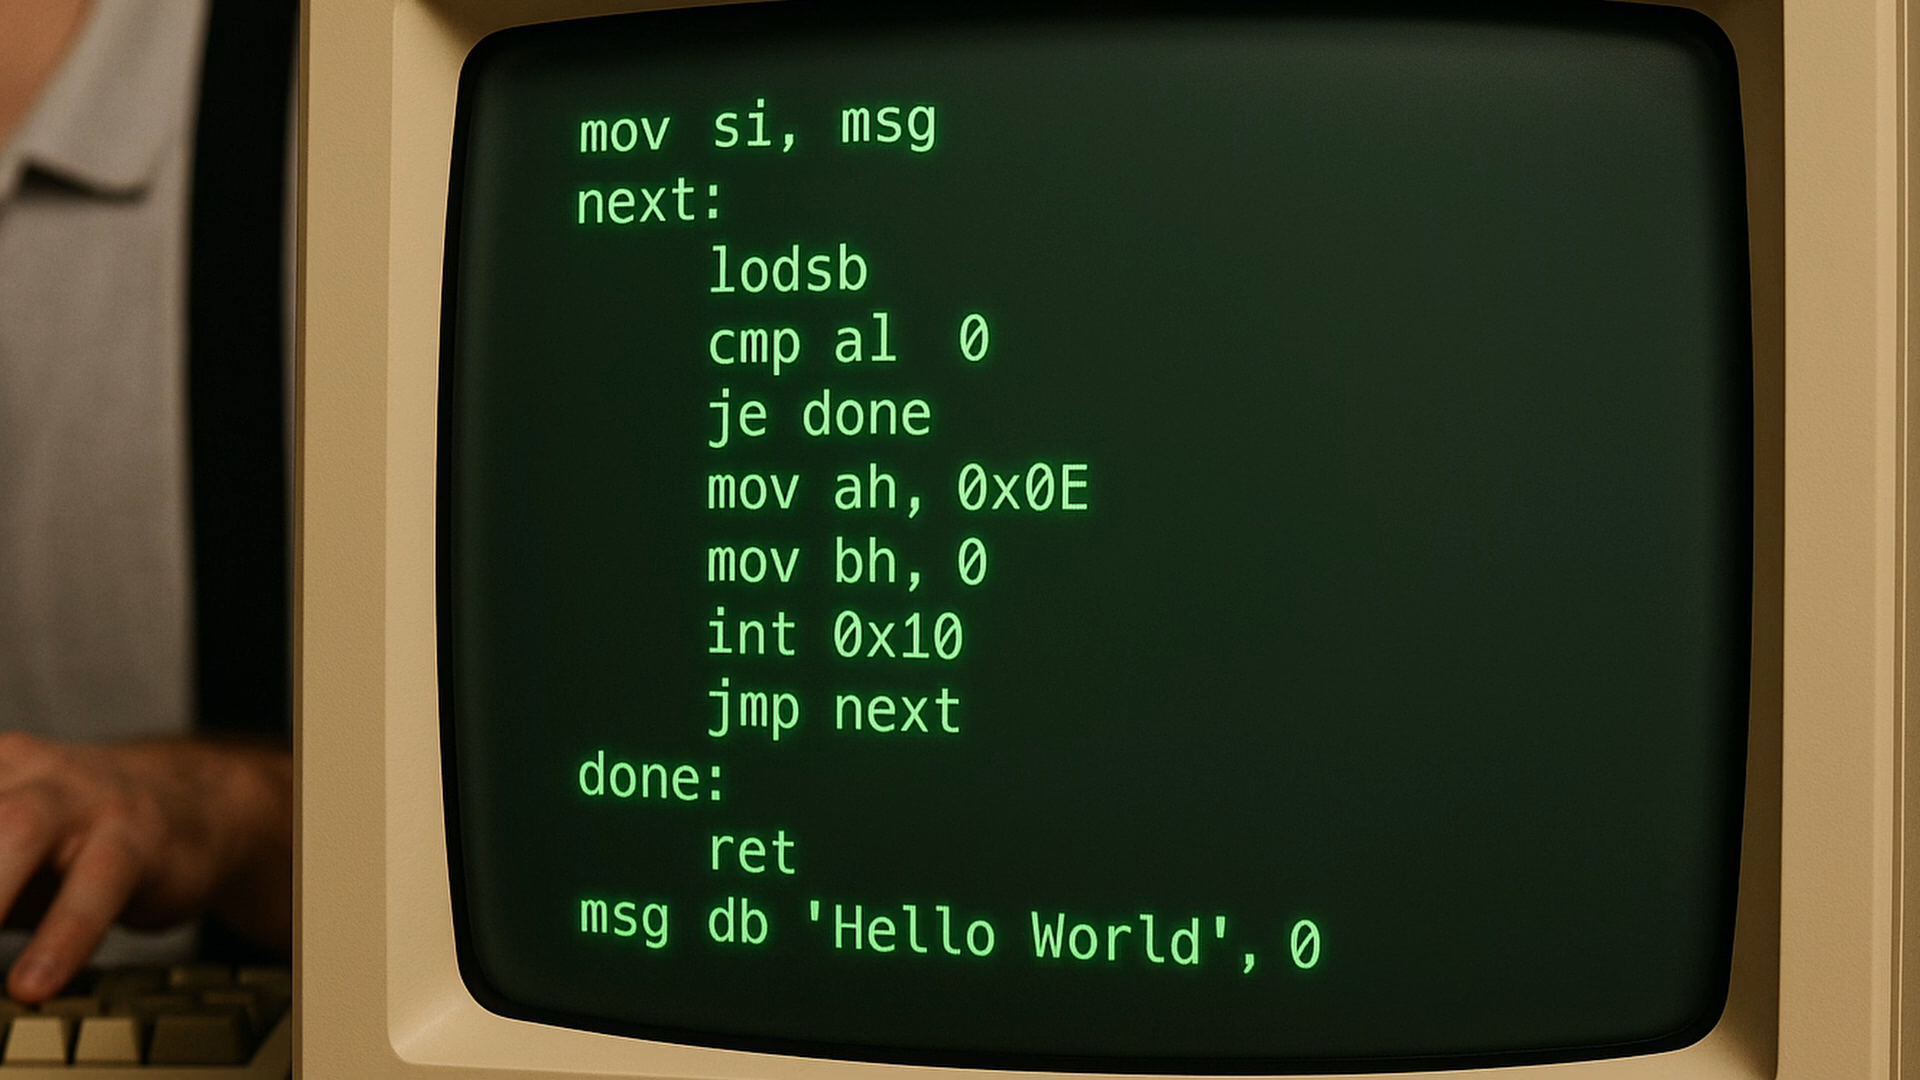 mov si, msg
next:
    lodsb
    cmp al  0
    je done
    mov ah, 0x0E
    mov bh, 0
    int 0x10
    jmp next
done:
    ret
msg db 'Hello World', 0